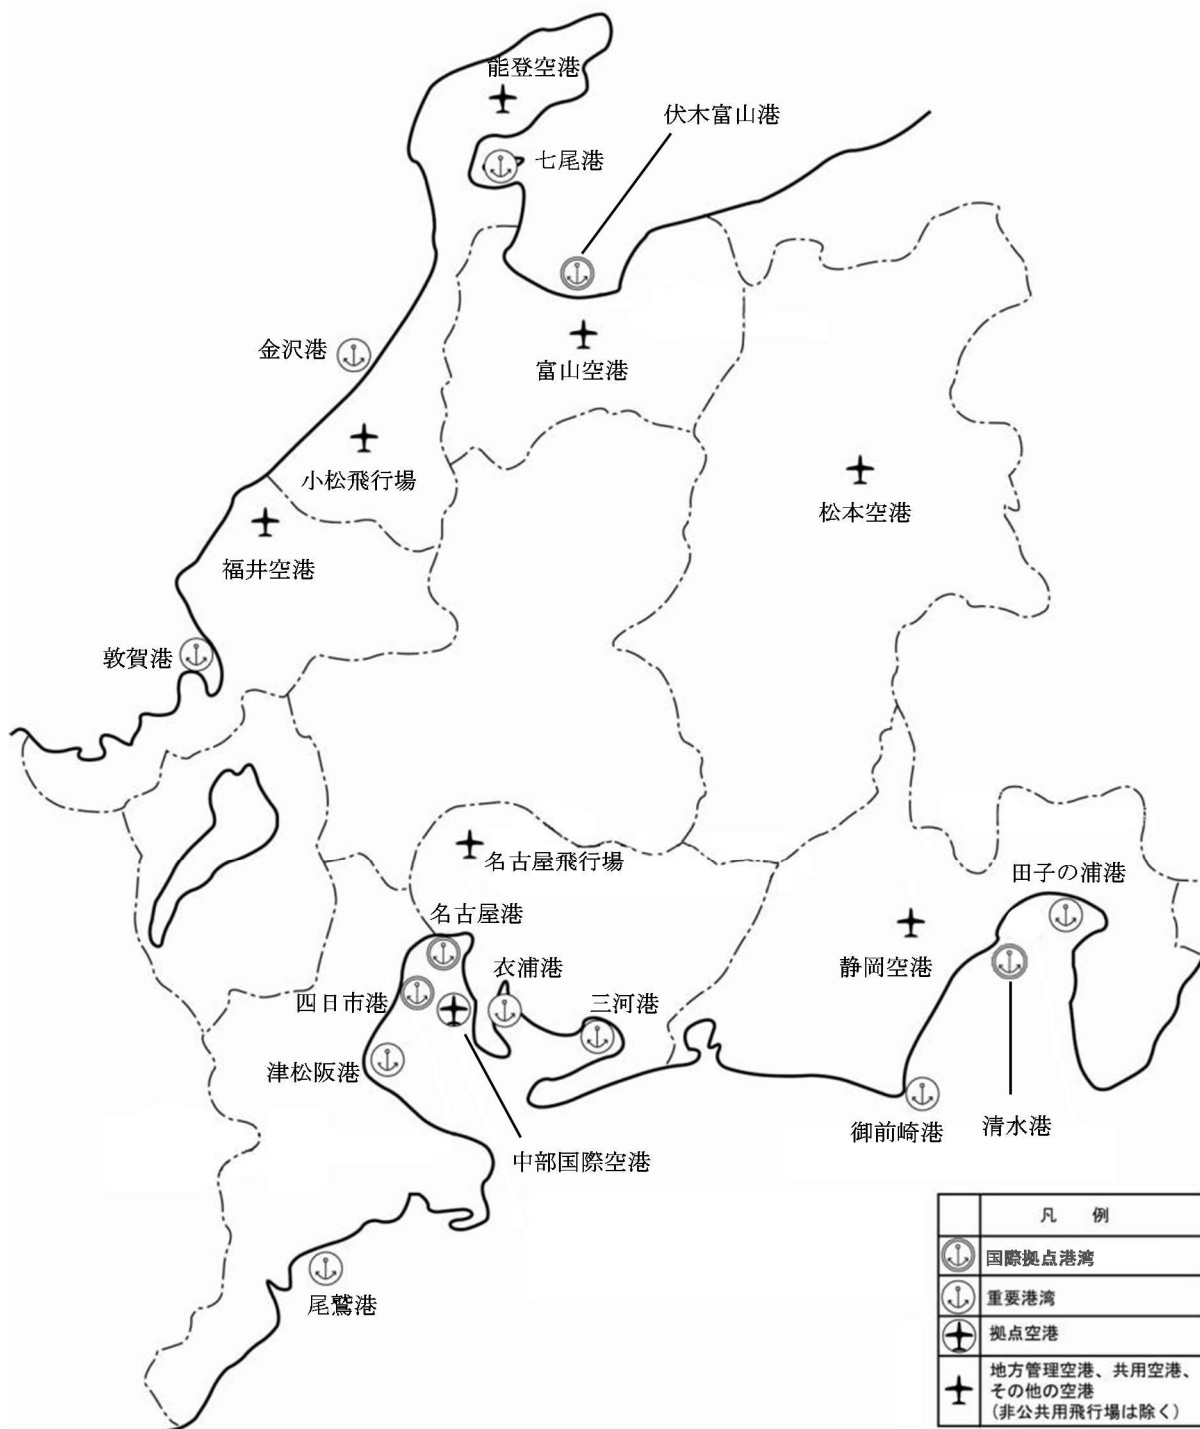 能登空港
伏木富山港
七尾港
金沢港
富山空港
小松飛行場
松本空港
福井空港
敦賀港
名古屋飛行場
田子の浦港
名古屋港
静岡空港
衣浦港
四日市港
三河港
津松阪港
御前崎港
清水港
中部国際空港
尾鷲港
凡 例
国際拠点港湾
重要港湾
拠点空港
地方管理空港、共用空港、
その他の空港
（非公共用飛行場は除く）